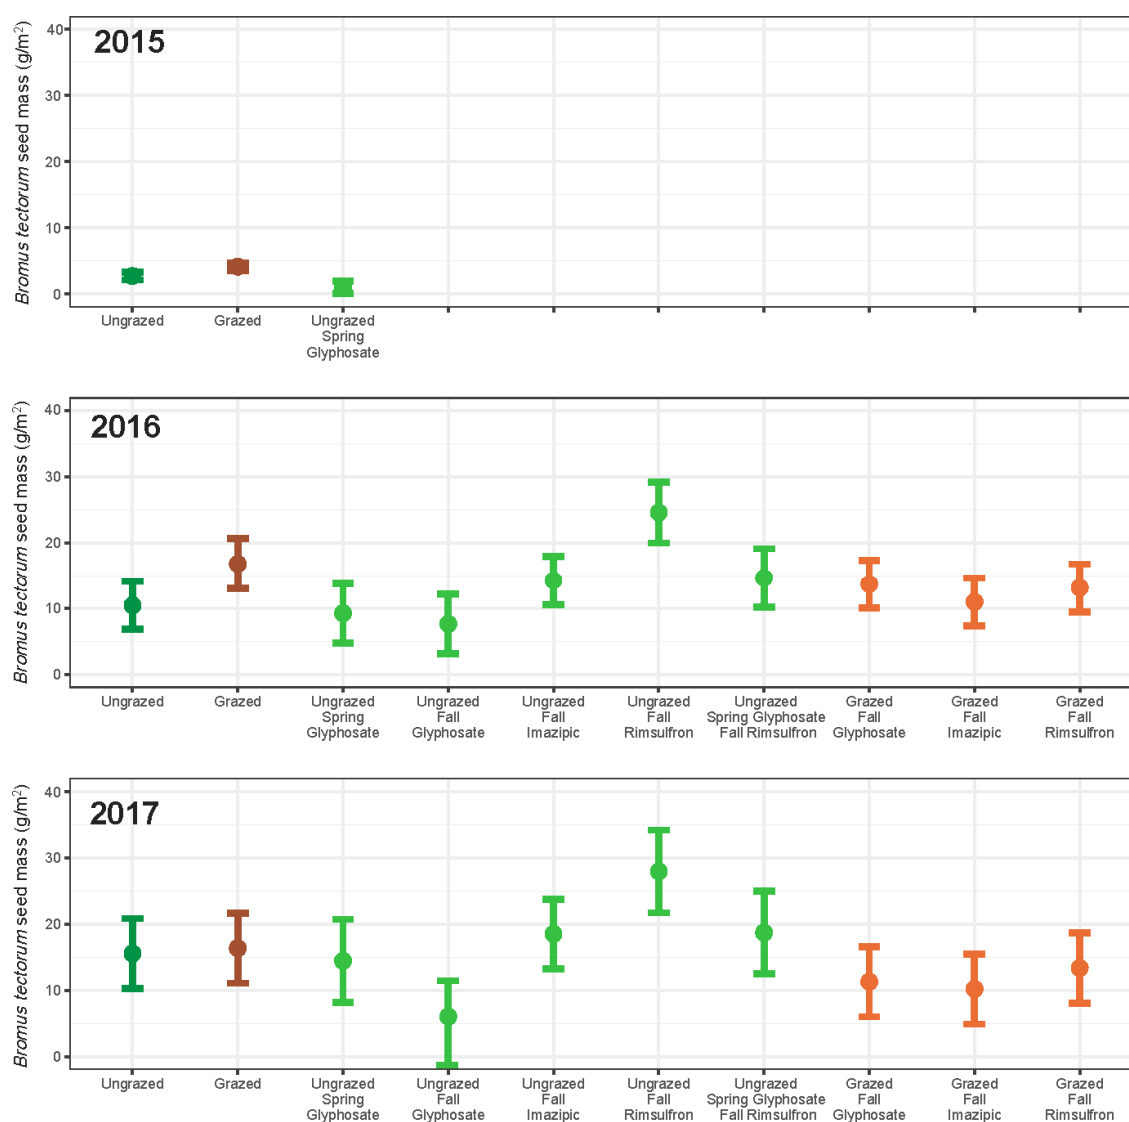 2015
Bromus tectorum seed mass (g/m²)
40
30
20
10
0
Ungrazed
Grazed
Ungrazed
Spring
Glyphosate
2016
Bromus tectorum seed mass (g/m²)
40
30
20
10
0
Ungrazed
Grazed
Ungrazed
Spring
Glyphosate
Ungrazed
Fall
Glyphosate
Ungrazed
Fall
Imazipic
Ungrazed
Fall
Rimsulfron
Ungrazed
Spring Glyphosate
Fall Rimsulfron
Grazed
Fall
Glyphosate
Grazed
Fall
Imazipic
Grazed
Fall
Rimsulfron
2017
Bromus tectorum seed mass (g/m²)
40
30
20
10
0
Ungrazed
Grazed
Ungrazed
Spring
Glyphosate
Ungrazed
Fall
Glyphosate
Ungrazed
Fall
Imazipic
Ungrazed
Fall
Rimsulfron
Ungrazed
Spring Glyphosate
Fall Rimsulfron
Grazed
Fall
Glyphosate
Grazed
Fall
Imazipic
Grazed
Fall
Rimsulfron